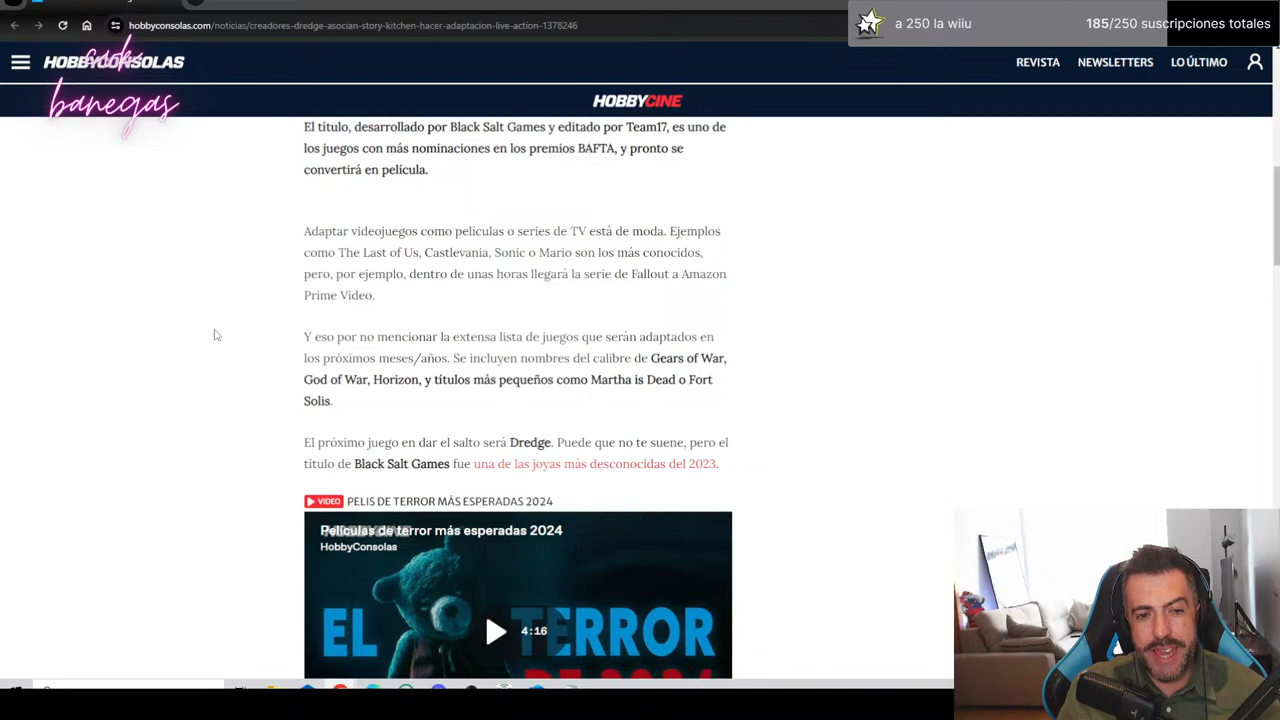 hobbyconsolas.com/noticias/creadores-dredge-asocian-story-kitchen-hacer-adaptacion-live-action-1378246
a 250 la wiiu
185/250 suscripciones totales
HOBBYCONSOLAS
banegas
REVISTA
NEWSLETTERS
LO ÚLTIMO
HOBBYCINE
El título, desarrollado por Black Salt Games y editado por Team17, es uno de
los juegos con más nominaciones en los premios BAFTA, y pronto se
convertirá en película.
Adaptar videojuegos como películas o series de TV está de moda. Ejemplos
como The Last of Us, Castlevania, Sonic o Mario son los más conocidos,
pero, por ejemplo, dentro de unas horas llegará la serie de Fallout a Amazon
Prime Video.
Y eso por no mencionar la extensa lista de juegos que serán adaptados en
los próximos meses/años. Se incluyen nombres del calibre de Gears of War,
God of War, Horizon, y títulos más pequeños como Martha is Dead o Fort
Solis.
El próximo juego en dar el salto será Dredge. Puede que no te suene, pero el
título de Black Salt Games fue una de las joyas más desconocidas del 2023.
VIDEO PELIS DE TERROR MÁS ESPERADAS 2024
Películas de terror más esperadas 2024
HobbyConsolas
4:16
EL TERROR
DE 2024